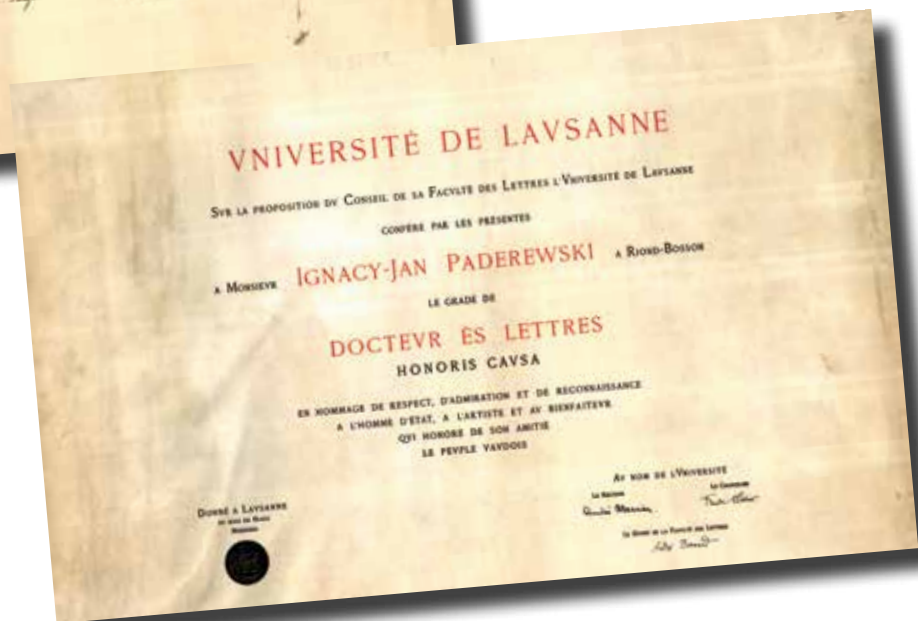 VNIVERSITÉ DE LAVSANNE
SVR LA PROPOSITION DV CONSEIL DE SA FACVLTÉ DES LETTRES L'VNIVERSITÉ DE LAVSANNE
CONFÈRE PAR LES PRÉSENTES
A MONSIEVR IGNACY-JAN PADEREWSKI A RIOND-BOSSON
LE GRADE DE
DOCTEVR ÈS LETTRES
HONORIS CAVSA
EN HOMMAGE DE RESPECT, D'ADMIRATION ET DE RECONNAISSANCE
A L'HOMME D'ÉTAT, A L'ARTISTE ET AV BIENFAITEVR
QVI HONORE DE SON AMITIÉ
LE PEVPLE VAVDOIS
AV NOM DE L'VNIVERSITÉ
LE RECTEVR
DONNÉ A LAVSANNE